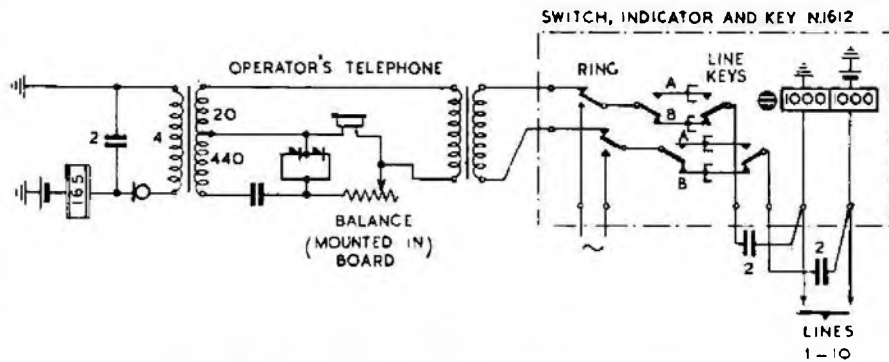 SWITCH, INDICATOR AND KEY N.1612
OPERATOR'S TELEPHONE
RING
LINE
KEYS
A
B
A
B
1000 1000
2
4
20
440
165
BALANCE
(MOUNTED IN
BOARD)
2
2
LINES
1-10